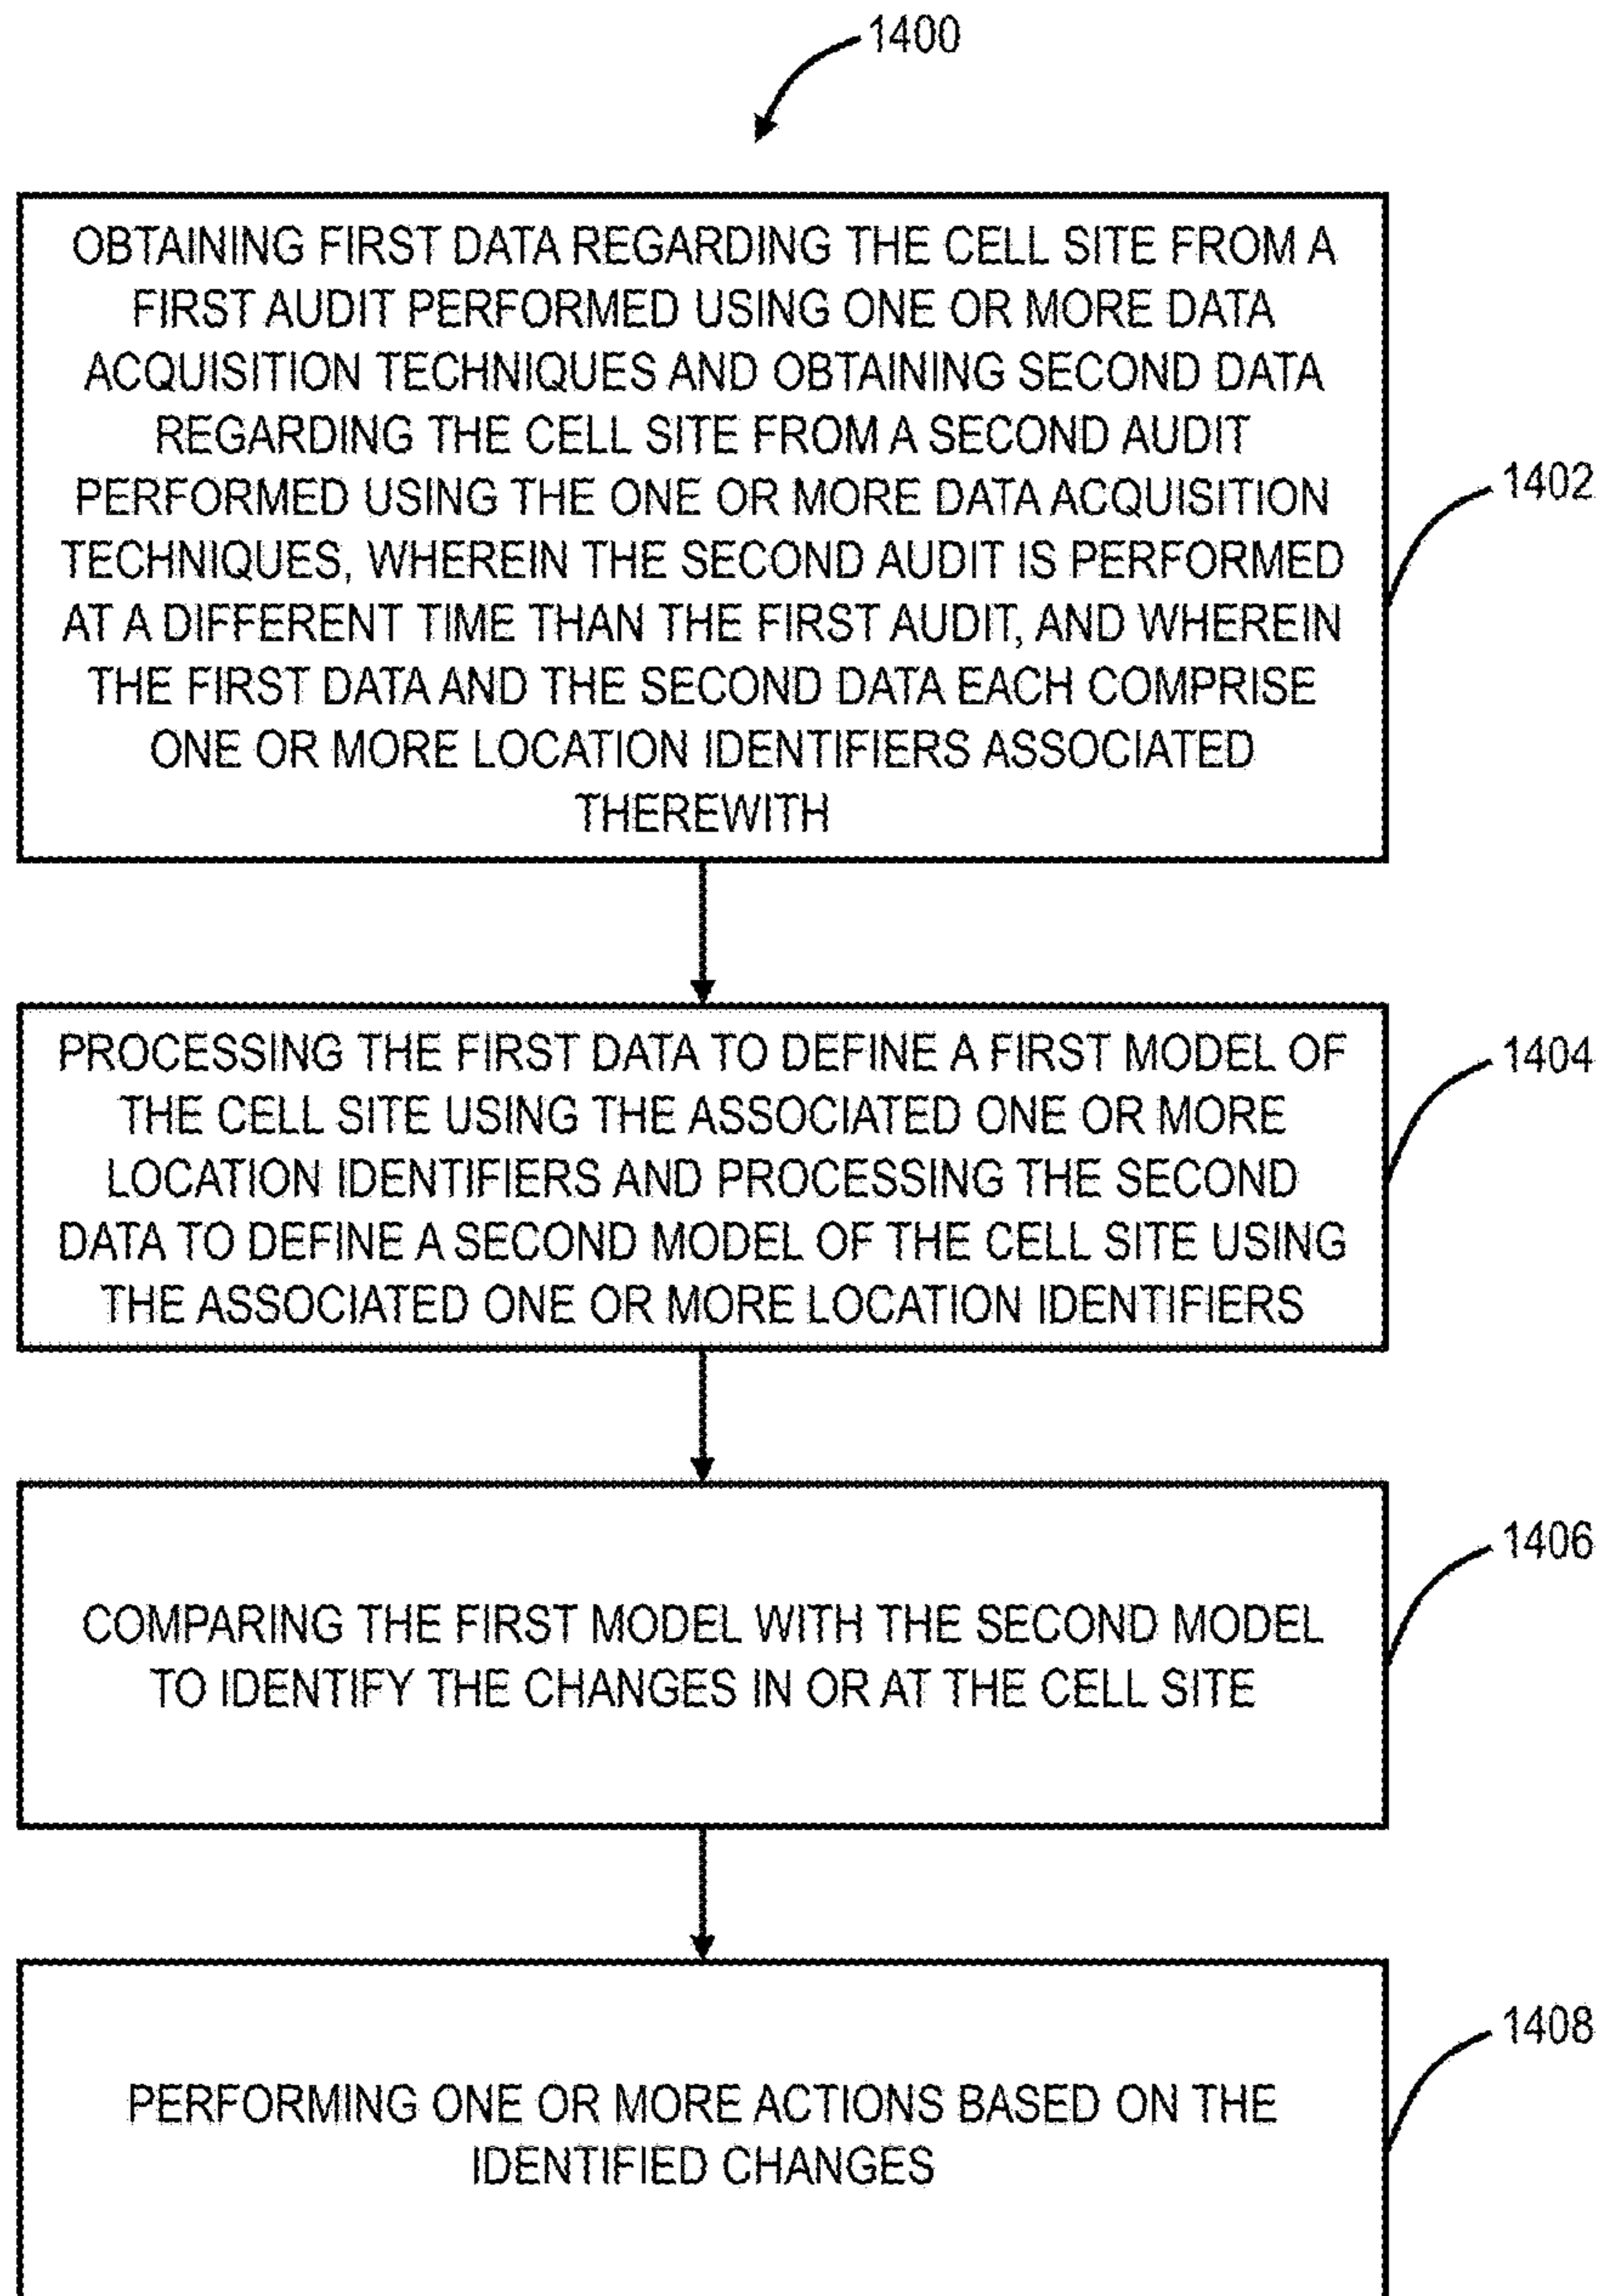 1400
OBTAINING FIRST DATA REGARDING THE CELL SITE FROM A
FIRST AUDIT PERFORMED USING ONE OR MORE DATA
ACQUISITION TECHNIQUES AND OBTAINING SECOND DATA
REGARDING THE CELL SITE FROM A SECOND AUDIT
PERFORMED USING THE ONE OR MORE DATA ACQUISITION
TECHNIQUES, WHEREIN THE SECOND AUDIT IS PERFORMED
AT A DIFFERENT TIME THAN THE FIRST AUDIT, AND WHEREIN
THE FIRST DATA AND THE SECOND DATA EACH COMPRISE
ONE OR MORE LOCATION IDENTIFIERS ASSOCIATED
THEREWITH
1402
PROCESSING THE FIRST DATA TO DEFINE A FIRST MODEL OF
THE CELL SITE USING THE ASSOCIATED ONE OR MORE
LOCATION IDENTIFIERS AND PROCESSING THE SECOND
DATA TO DEFINE A SECOND MODEL OF THE CELL SITE USING
THE ASSOCIATED ONE OR MORE LOCATION IDENTIFIERS
1404
COMPARING THE FIRST MODEL WITH THE SECOND MODEL
TO IDENTIFY THE CHANGES IN OR AT THE CELL SITE
1406
PERFORMING ONE OR MORE ACTIONS BASED ON THE
IDENTIFIED CHANGES
1408